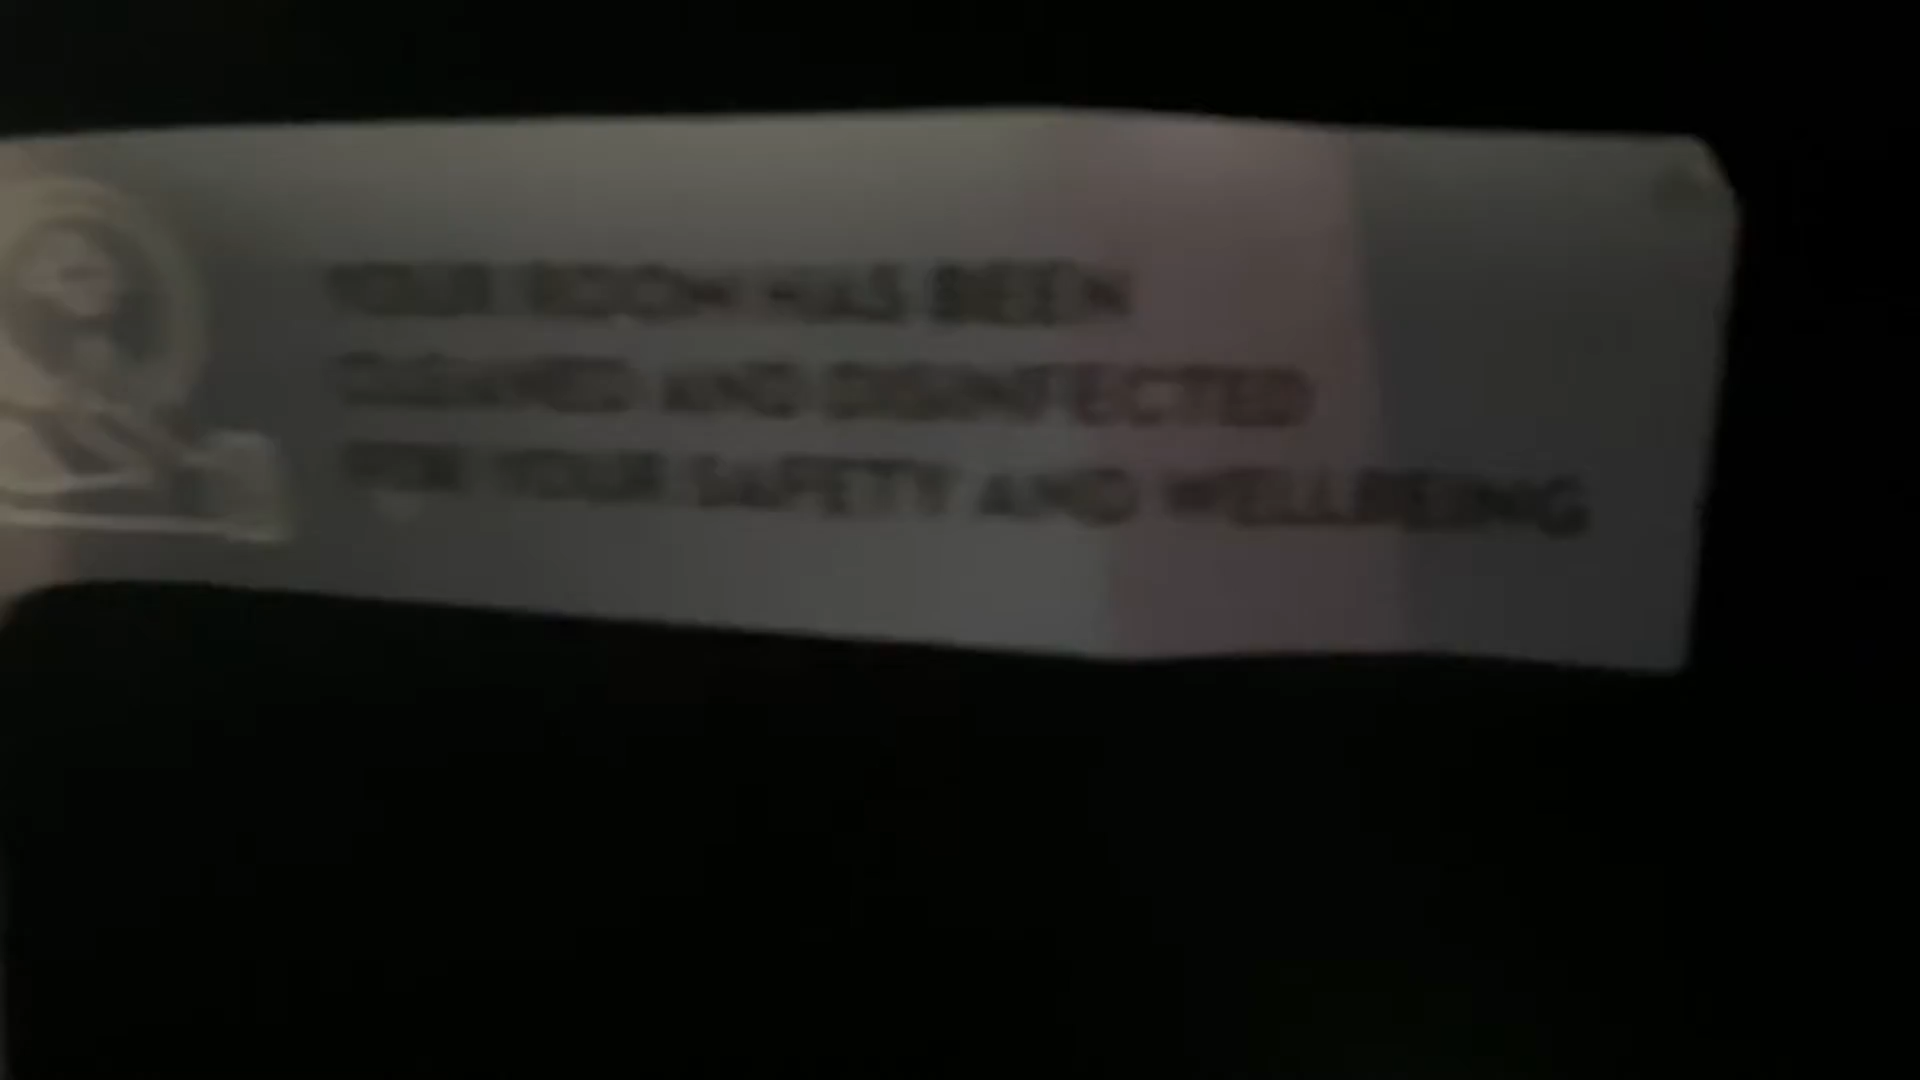 YOUR ROOM HAS BEEN
CLEANED AND DISINFECTED
FOR YOUR SAFETY AND WELLBEING